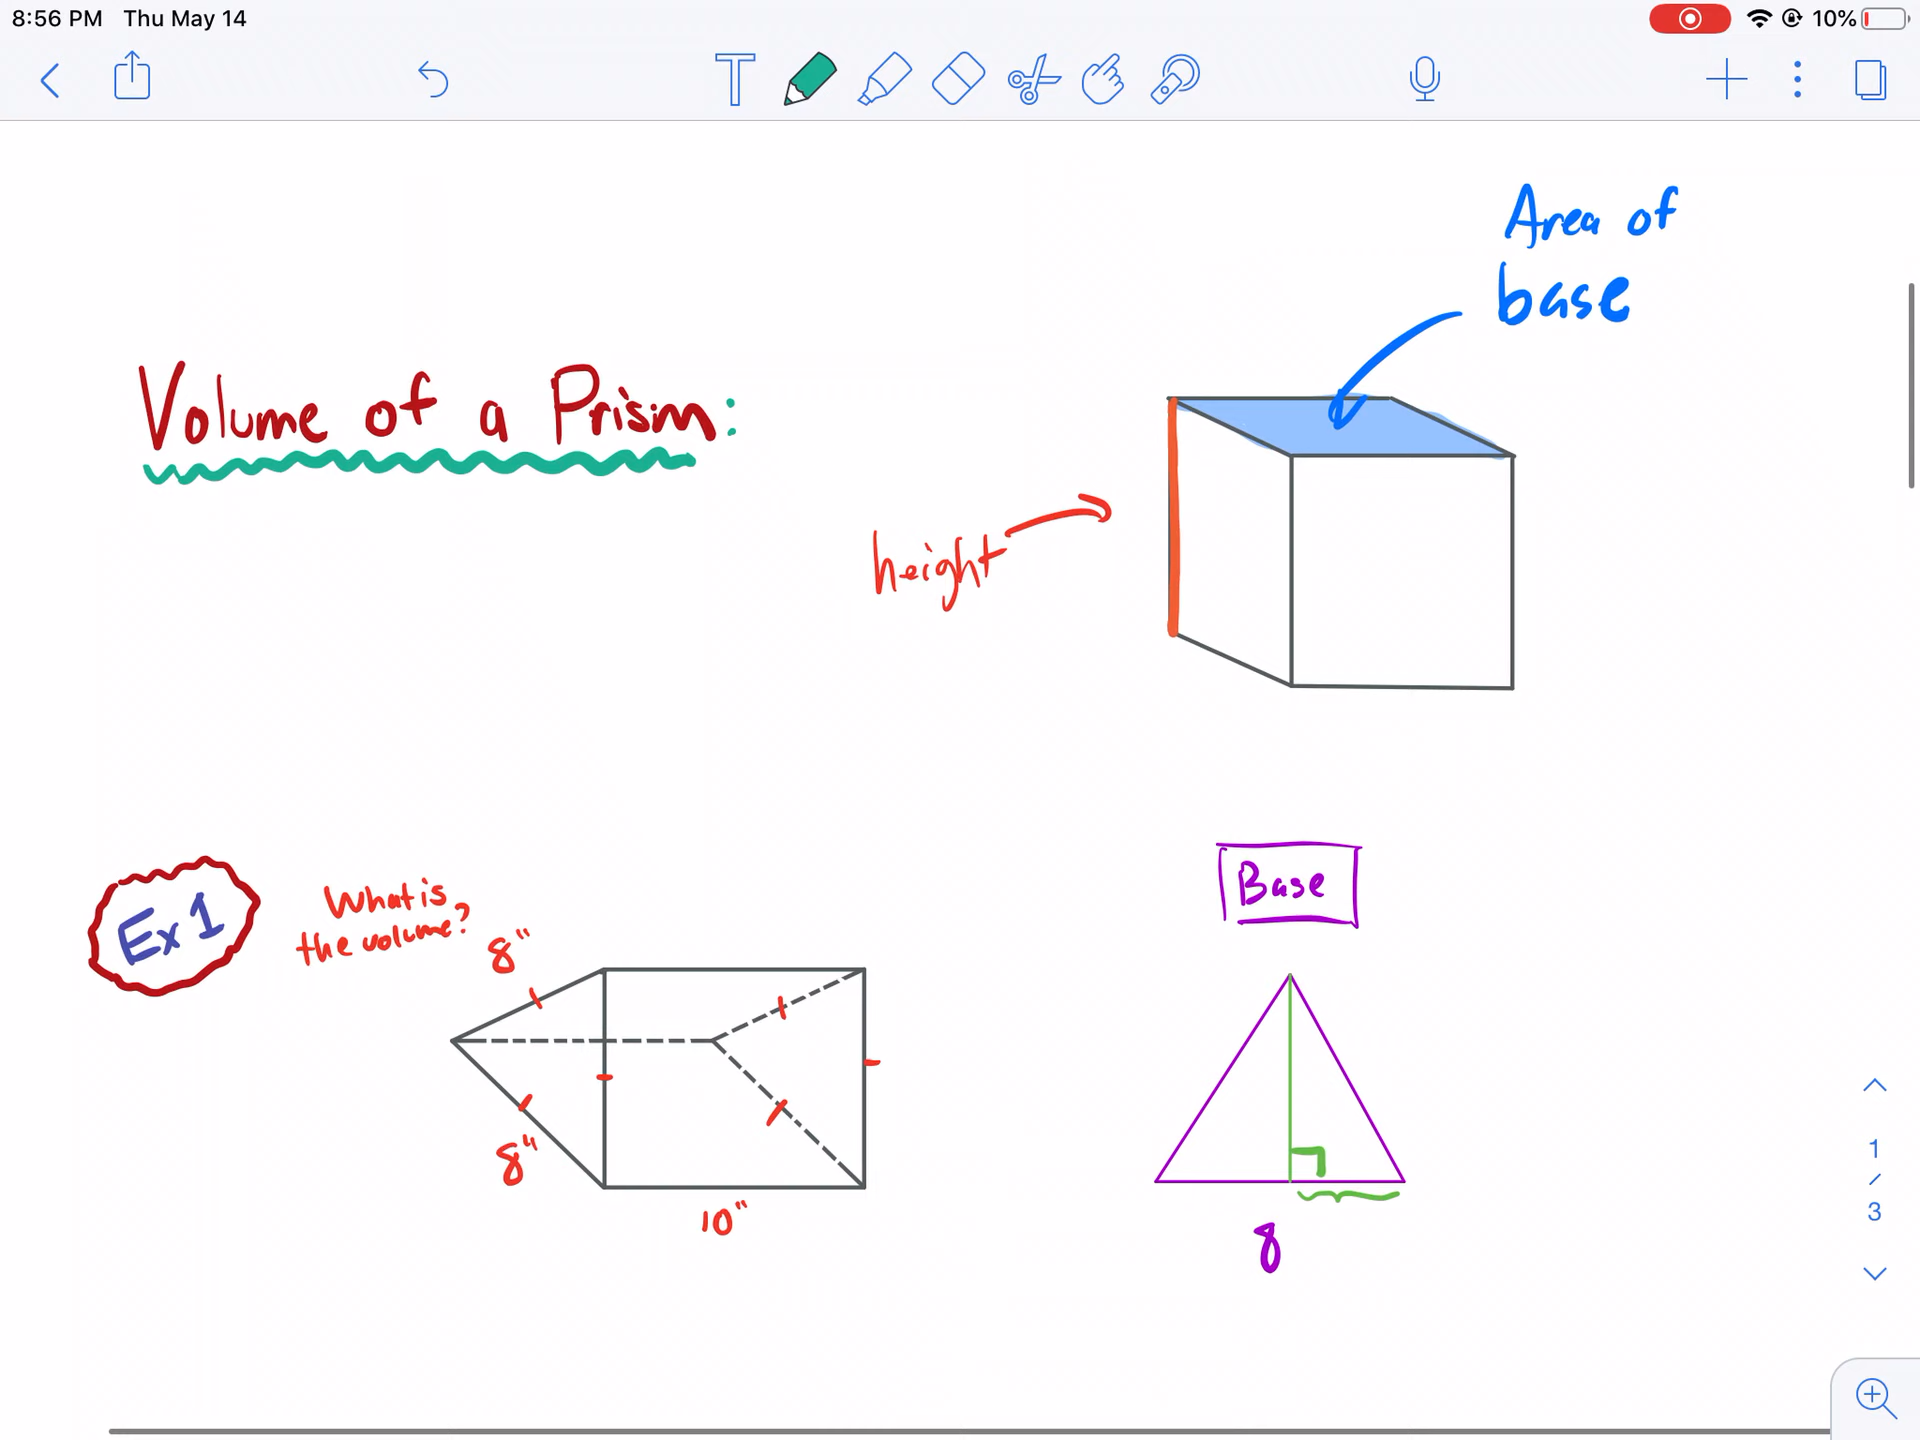 8:56 PM Thu May 14
10%
T
Area of
base
Volume of a Prism:
height
Ex 1
What is
the volume?
8"
8"
10"
Base
8
1
/
3